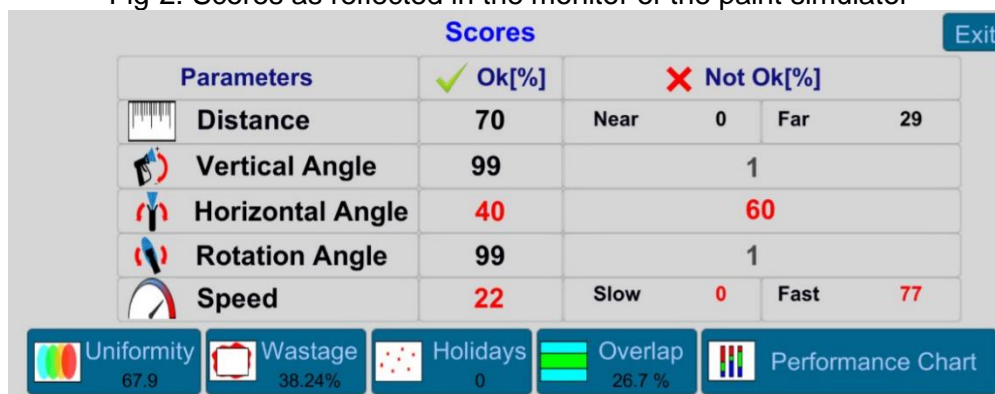 Fig 2. Scores as reflected in the monitor of the paint simulator
Scores
Exit
Parameters Ok[%] Not Ok[%]
Distance 70 Near 0 Far 29
Vertical Angle 99 1
Horizontal Angle 40 60
Rotation Angle 99 1
Speed 22 Slow 0 Fast 77
Uniformity Wastage Holidays Overlap Performance Chart
67.9 38.24% 0 26.7 %